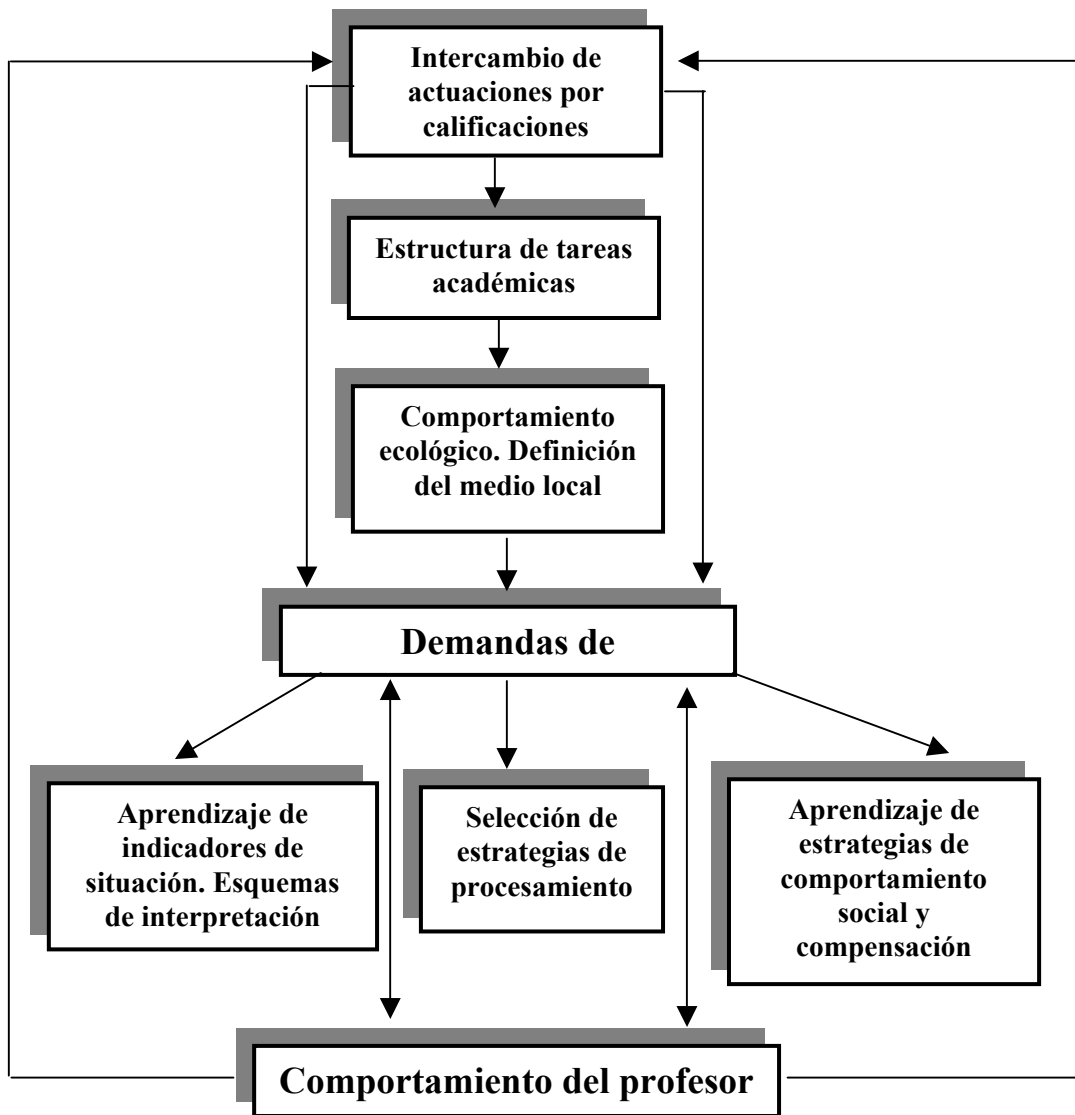 Intercambio de
actuaciones por
calificaciones
Estructura de tareas
académicas
Comportamiento
ecológico. Definición
del medio local
Demandas de
Aprendizaje de
indicadores de
situación. Esquemas
de interpretación
Selección de
estrategias de
procesamiento
Aprendizaje de
estrategias de
comportamiento
social y
compensación
Comportamiento del profesor